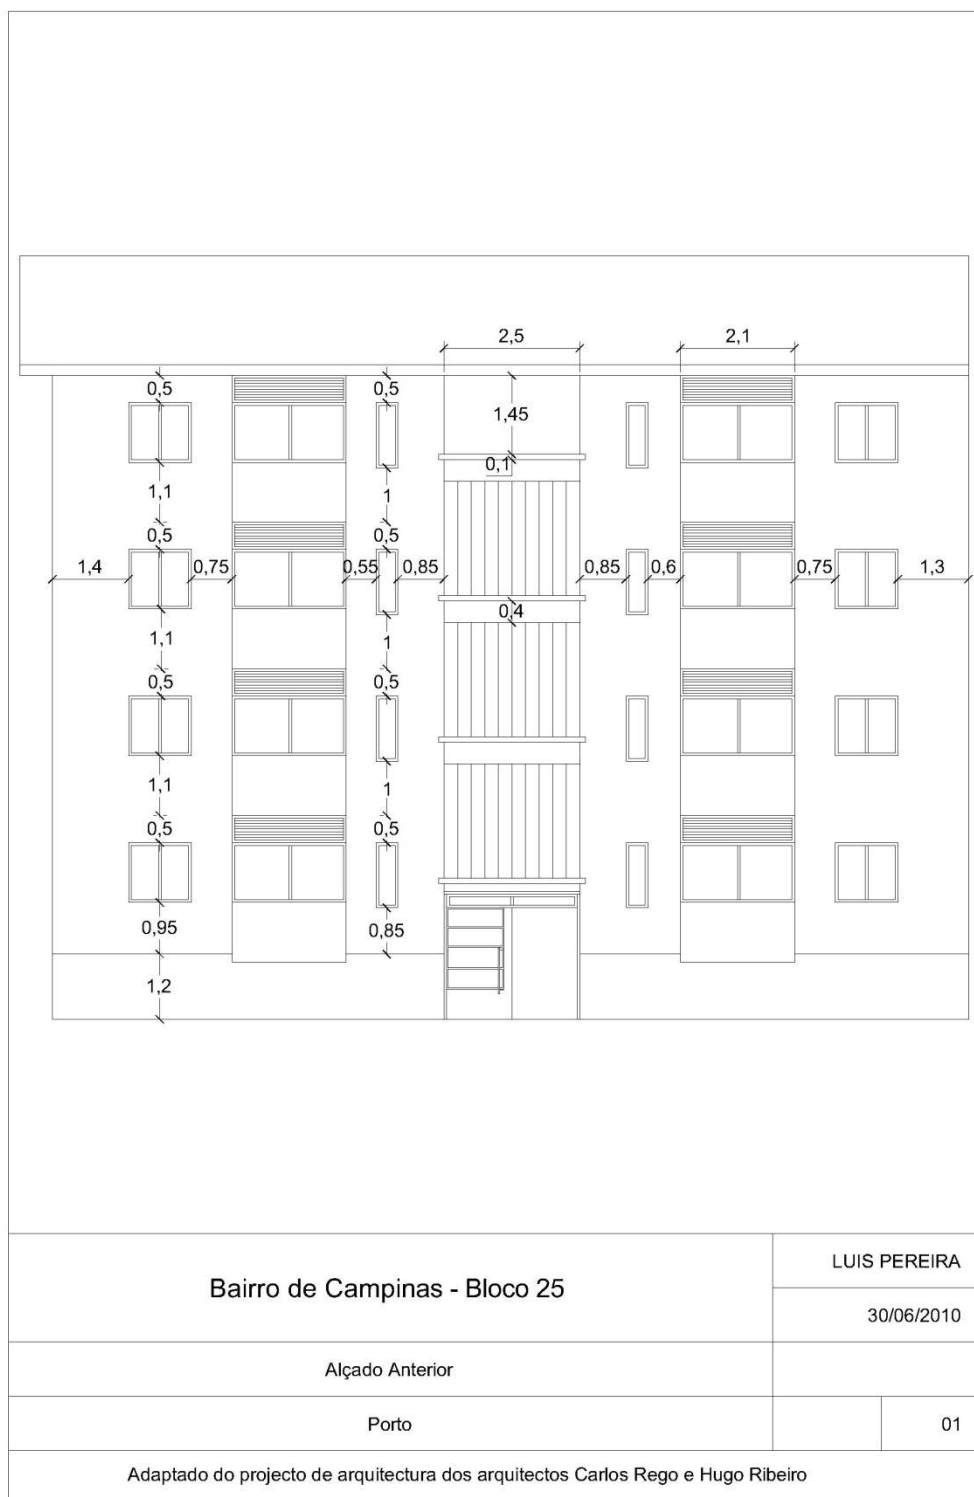 2,5 2,1
0,5 0,5
1,45
0,1
1,1 1
0,5 0,5
1,4 0,75 0,55 0,85 0,85 0,6 0,75 1,3
0,4
1,1 1
0,5 0,5
1,1 1
0,5 0,5
0,95 0,85
1,2
Bairro de Campinas - Bloco 25
LUIS PEREIRA
30/06/2010
Alçado Anterior
Porto 01
Adaptado do projecto de arquitectura dos arquitectos Carlos Rego e Hugo Ribeiro